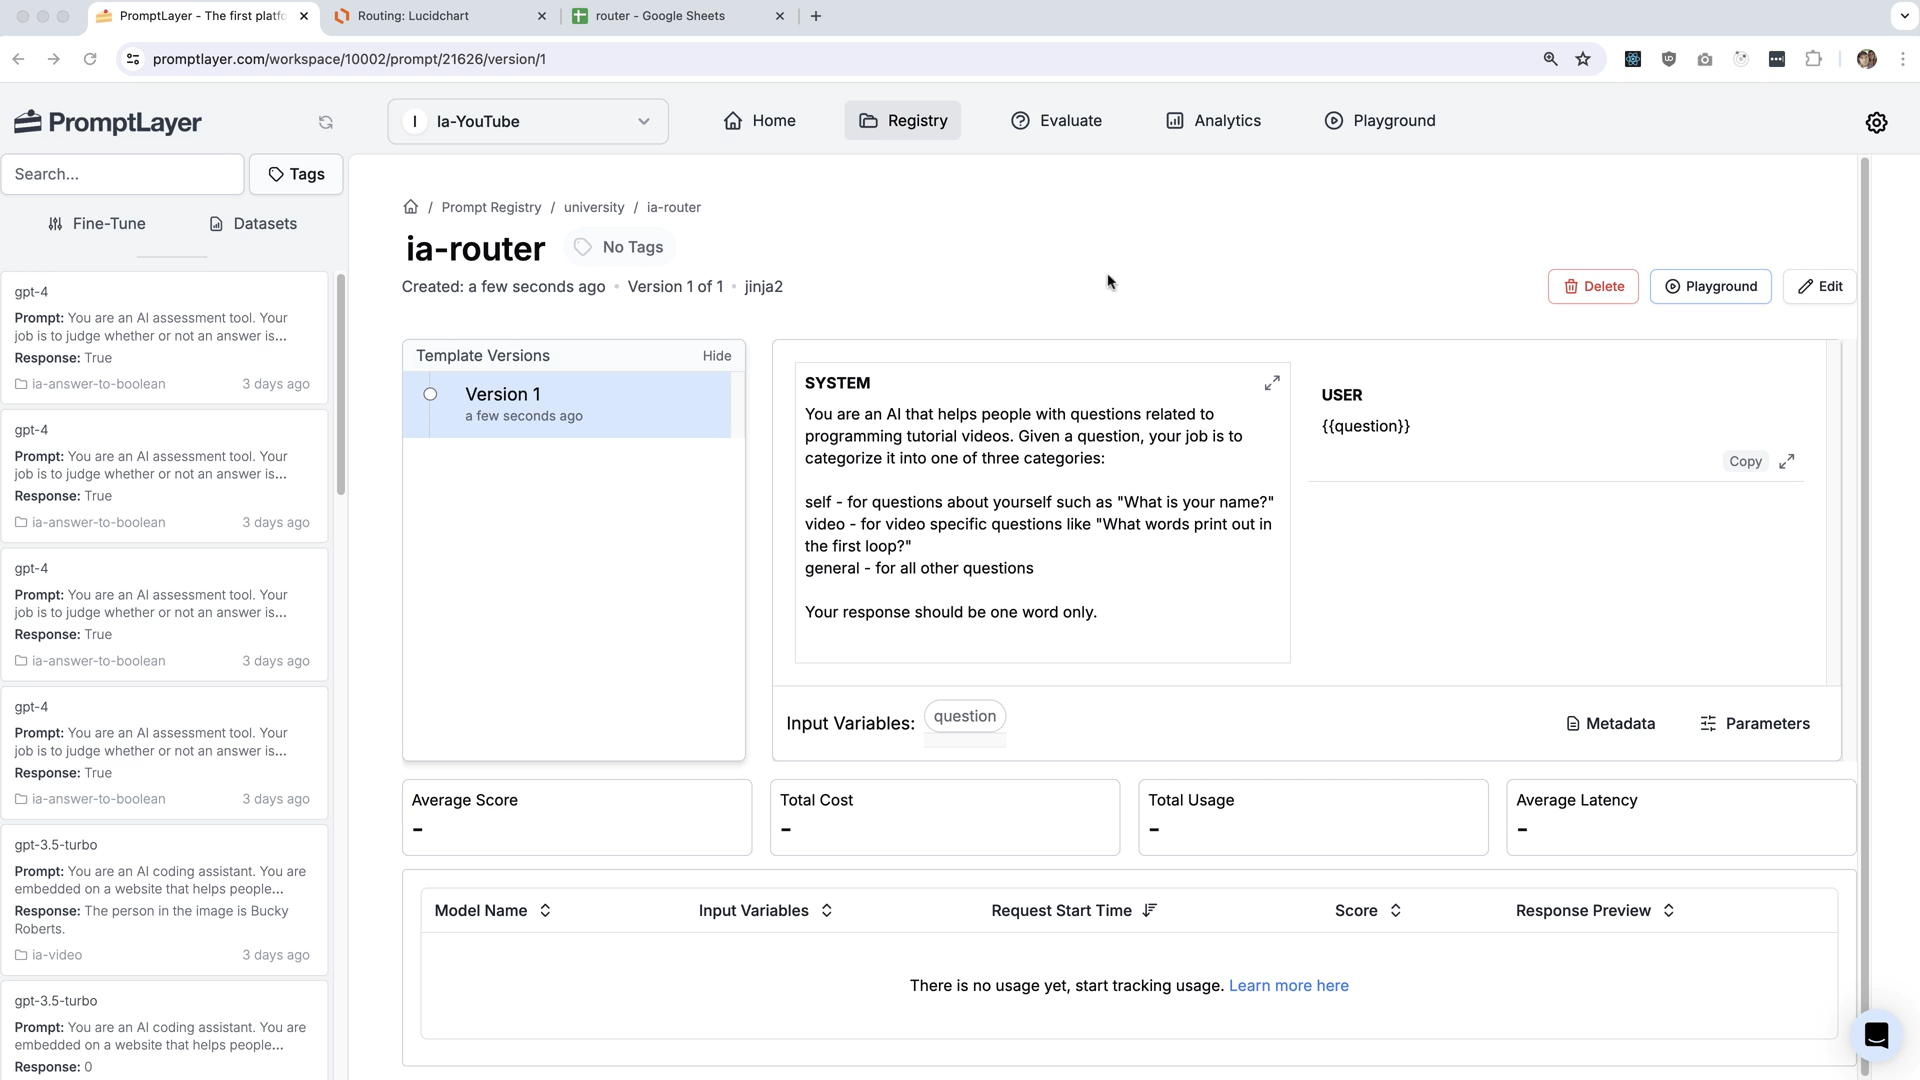 PromptLayer - The first platfo
Routing: Lucidchart
router - Google Sheets
promptlayer.com/workspace/10002/prompt/21626/version/1
PromptLayer
I
Ia-YouTube
Home
Registry
Evaluate
Analytics
Playground
Search...
Tags
Fine-Tune
Datasets
gpt-4
Prompt: You are an AI assessment tool. Your
job is to judge whether or not an answer is...
Response: True
ia-answer-to-boolean
3 days ago
gpt-4
Prompt: You are an AI assessment tool. Your
job is to judge whether or not an answer is...
Response: True
ia-answer-to-boolean
3 days ago
gpt-4
Prompt: You are an AI assessment tool. Your
job is to judge whether or not an answer is...
Response: True
ia-answer-to-boolean
3 days ago
gpt-4
Prompt: You are an AI assessment tool. Your
job is to judge whether or not an answer is...
Response: True
ia-answer-to-boolean
3 days ago
gpt-3.5-turbo
Prompt: You are an AI coding assistant. You are
embedded on a website that helps people...
Response: The person in the image is Bucky
Roberts.
ia-video
3 days ago
gpt-3.5-turbo
Prompt: You are an AI coding assistant. You are
embedded on a website that helps people...
Response: 0
/ Prompt Registry / university / ia-router
ia-router
No Tags
Created: a few seconds ago • Version 1 of 1 • jinja2
Delete
Playground
Edit
Template Versions
Hide
Version 1
a few seconds ago
SYSTEM
You are an AI that helps people with questions related to
programming tutorial videos. Given a question, your job is to
categorize it into one of three categories:
self - for questions about yourself such as "What is your name?"
video - for video specific questions like "What words print out in
the first loop?"
general - for all other questions
Your response should be one word only.
USER
{{question}}
Copy
Input Variables:
question
Metadata
Parameters
Average Score
-
Total Cost
-
Total Usage
-
Average Latency
-
Model Name
Input Variables
Request Start Time
Score
Response Preview
There is no usage yet, start tracking usage. Learn more here